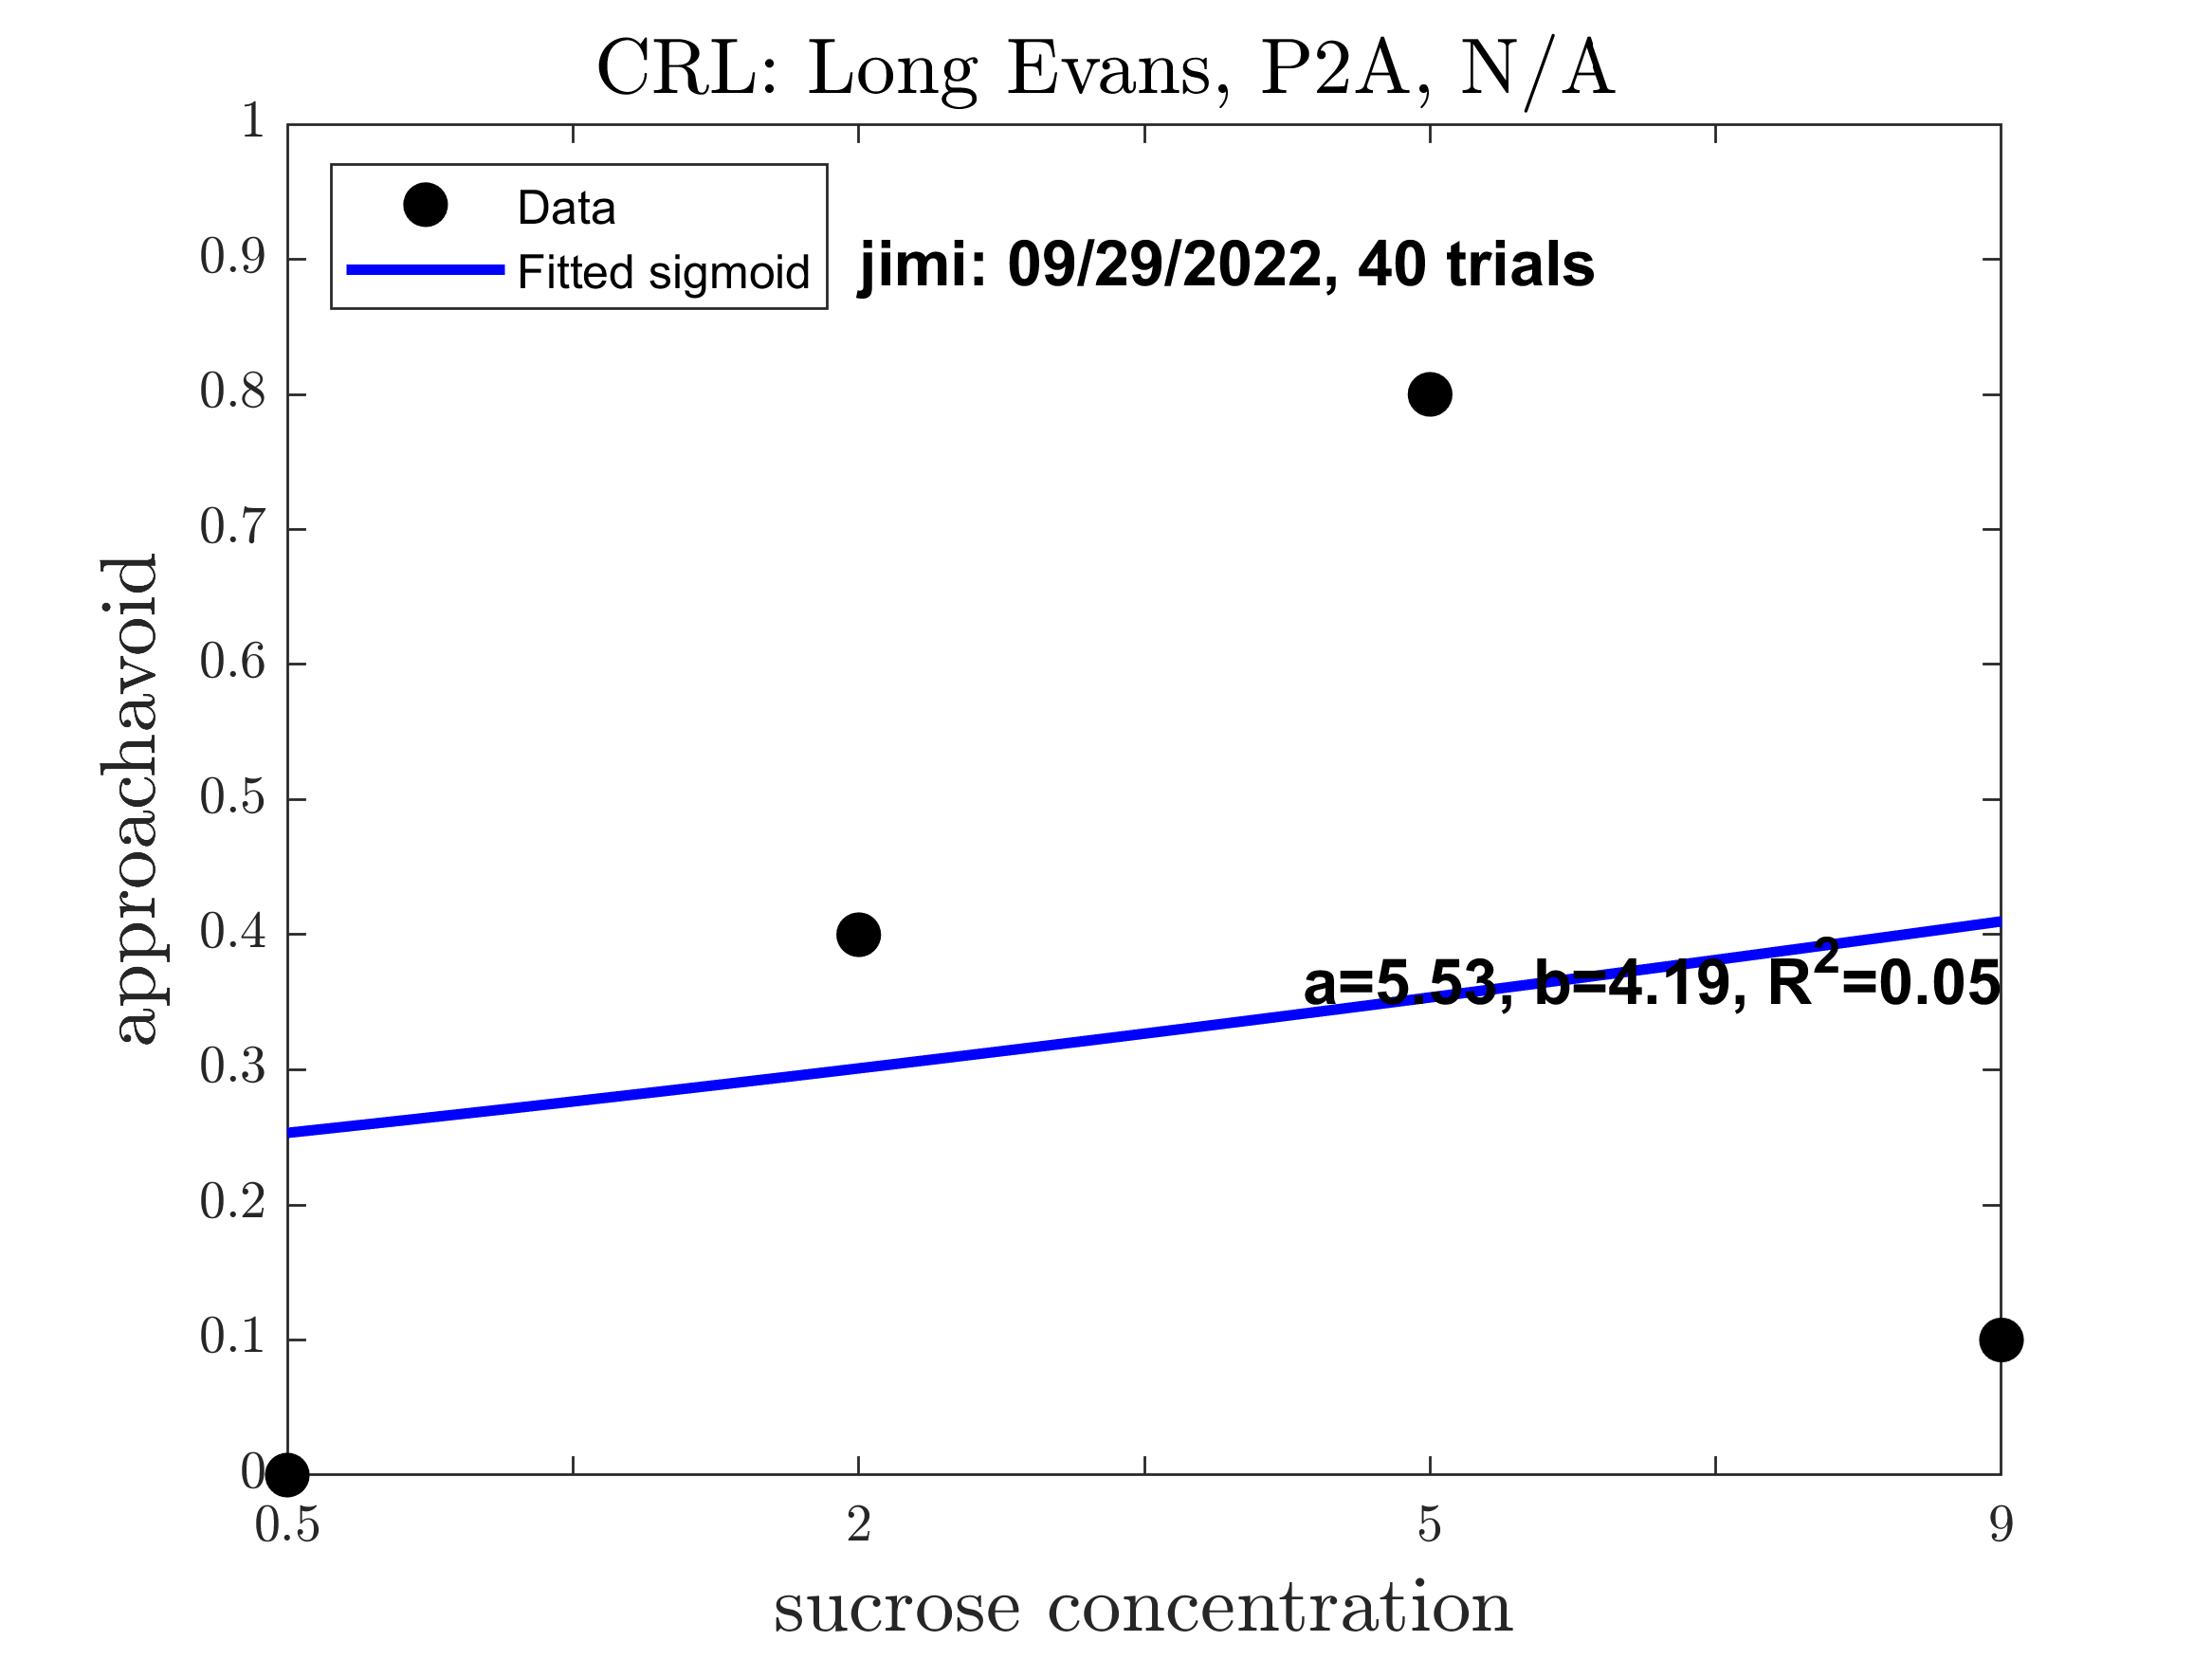 CRL: Long Evans, P2A, N/A
Data
Fitted sigmoid
jimi: 09/29/2022, 40 trials
a=5.53, b=4.19, R²=0.05
approachavoid
1
0.9
0.8
0.7
0.6
0.5
0.4
0.3
0.2
0.1
0
0.5 2 5 9
sucrose concentration